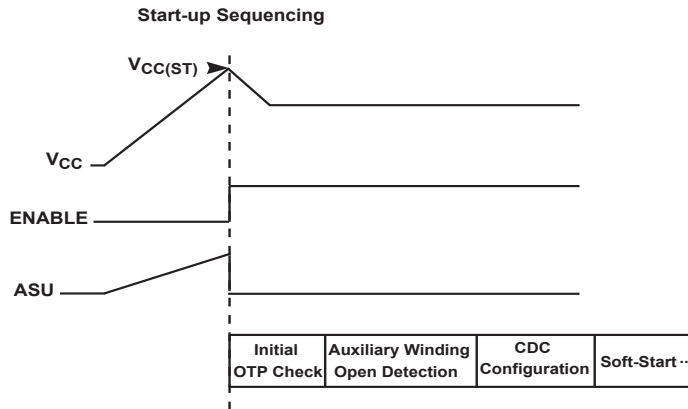 Start-up Sequencing
VCC(ST)
VCC
ENABLE
ASU
Initial
OTP Check
Auxiliary Winding
Open Detection
CDC
Configuration
Soft-Start ··